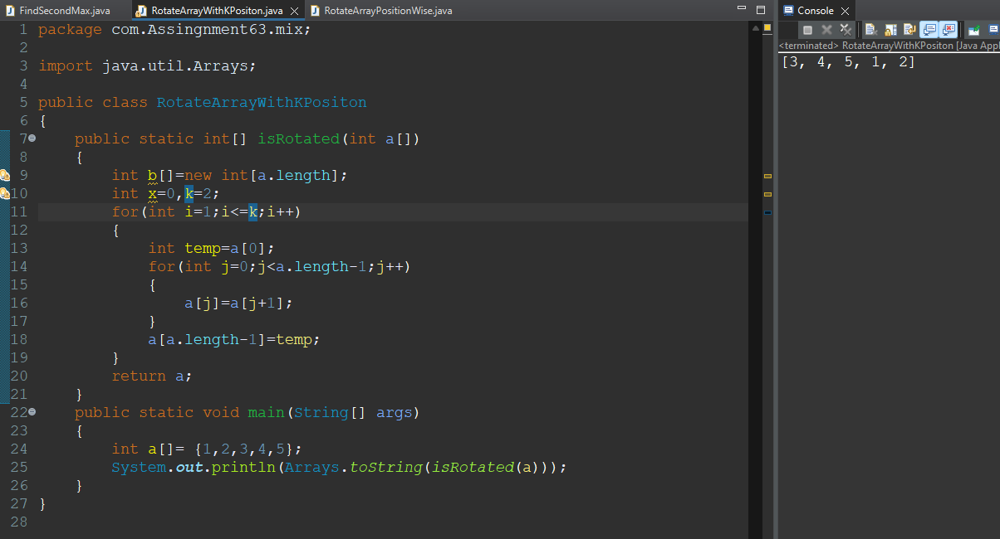 FindSecondMax.java RotateArrayWithKPositon.java RotateArrayPositionWise.java
1 package com.Assingnment63.mix;
2
3 import java.util.Arrays;
4
5 public class RotateArrayWithKPositon
6 {
7 public static int[] isRotated(int a[])
8 {
9 int b[]=new int[a.length];
10 int x=0,k=2;
11 for(int i=1;i<=k;i++)
12 {
13 int temp=a[0];
14 for(int j=0;j<a.length-1;j++)
15 {
16 a[j]=a[j+1];
17 }
18 a[a.length-1]=temp;
19 }
20 return a;
21 }
22 public static void main(String[] args)
23 {
24 int a[]= {1,2,3,4,5};
25 System.out.println(Arrays.toString(isRotated(a)));
26 }
27 }
28
Console
<terminated> RotateArrayWithKPositon [Java Appl
[3, 4, 5, 1, 2]